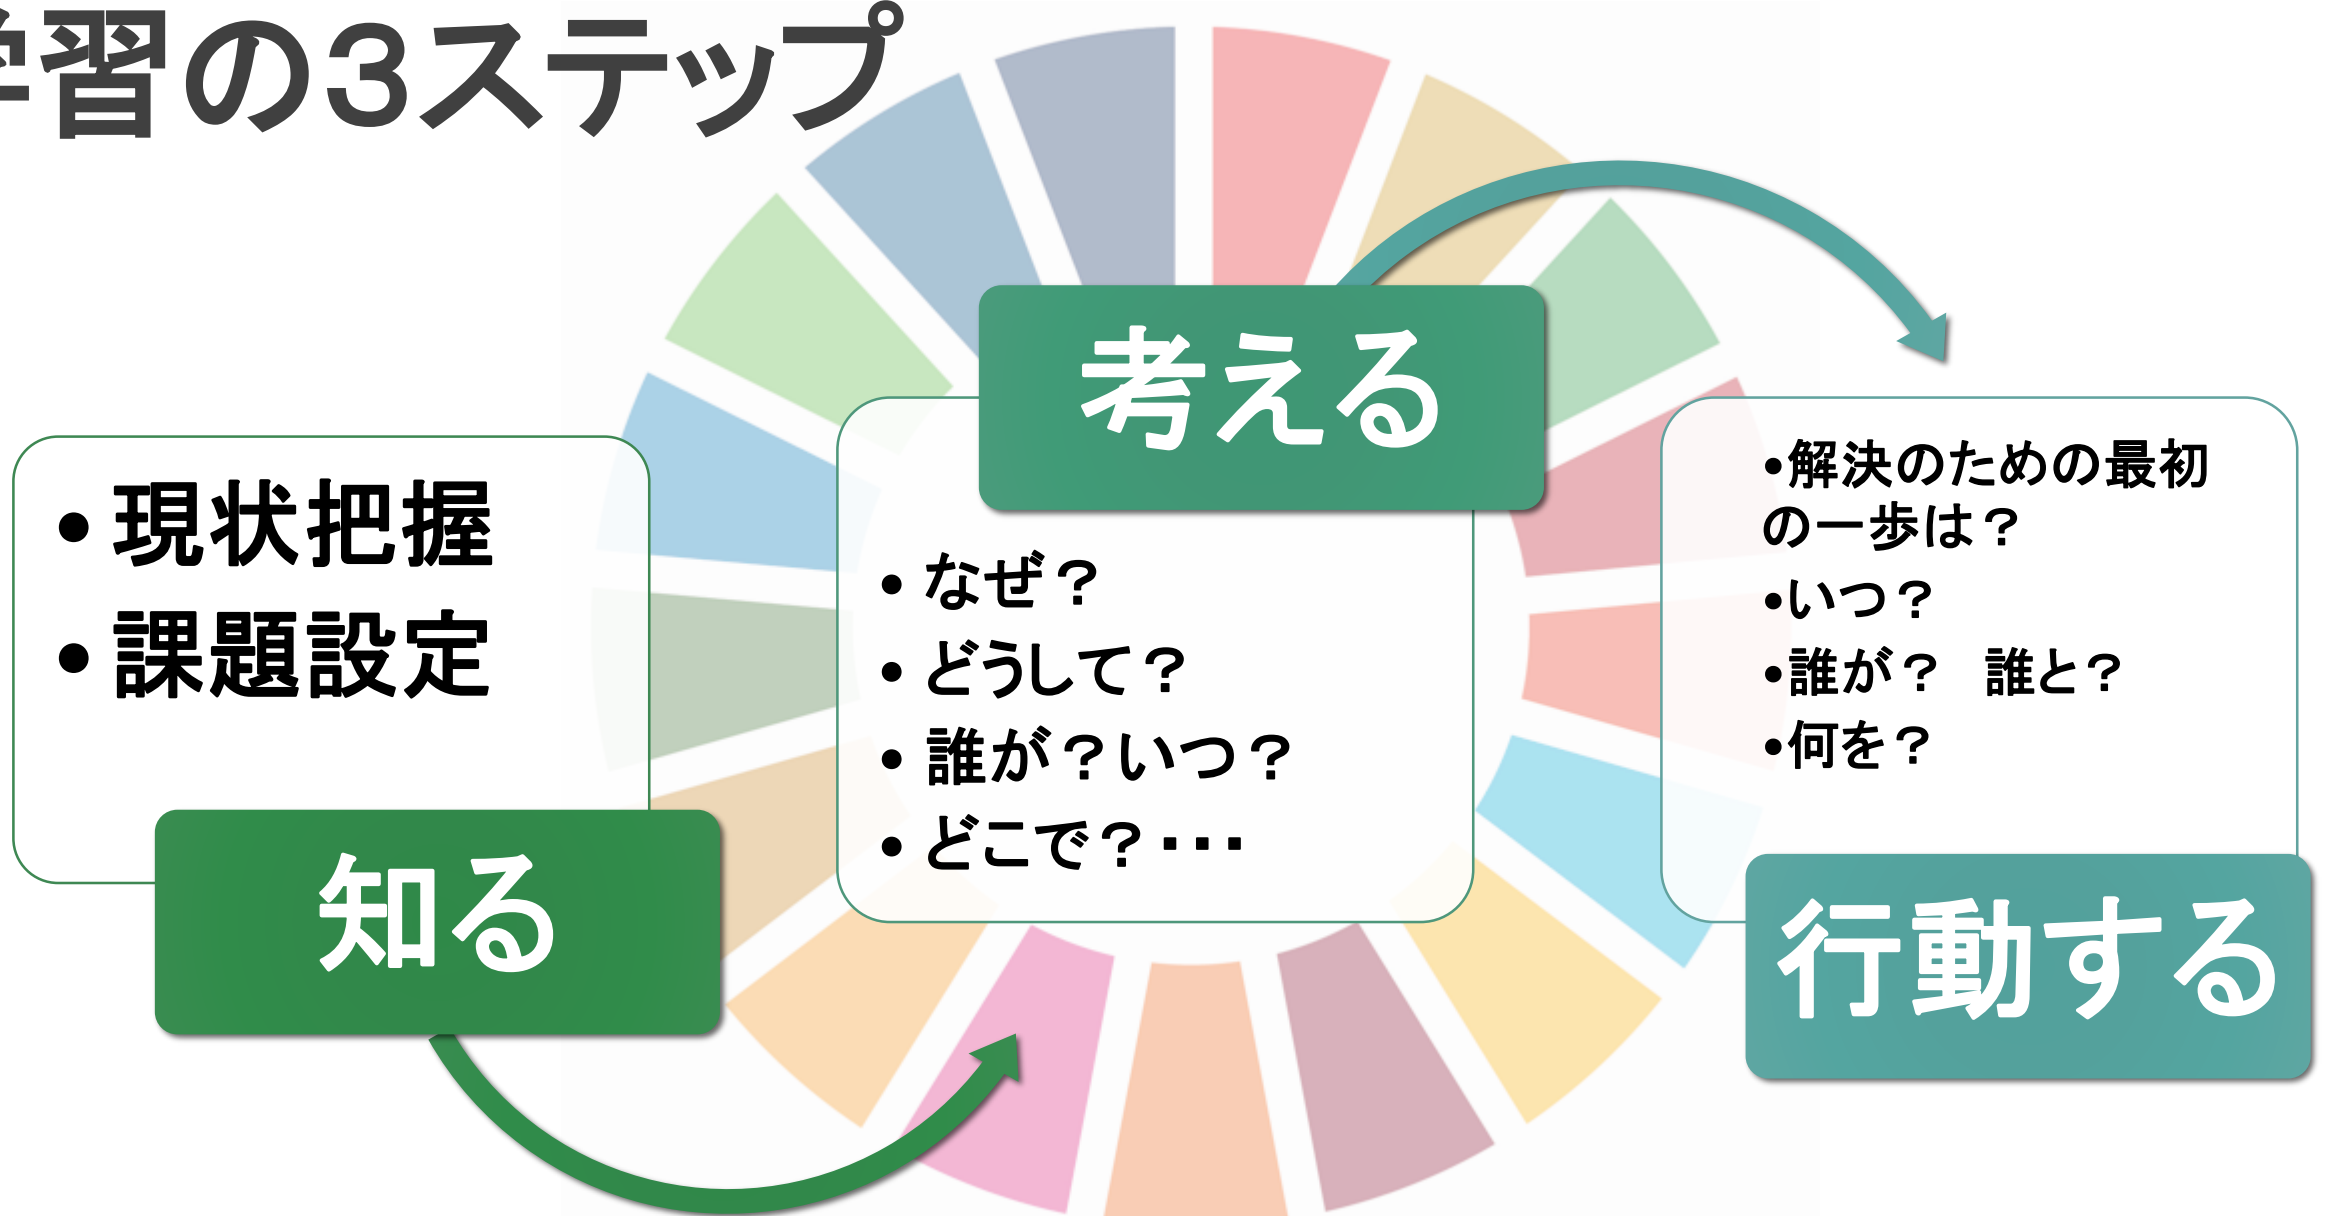 学習の3ステップ
• 現状把握
• 課題設定
知る
考える
• なぜ？
• どうして？
• 誰が？いつ？
• どこで？・・・
•解決のための最初
の一歩は？
•いつ？
•誰が？　誰と？
•何を？
行動する